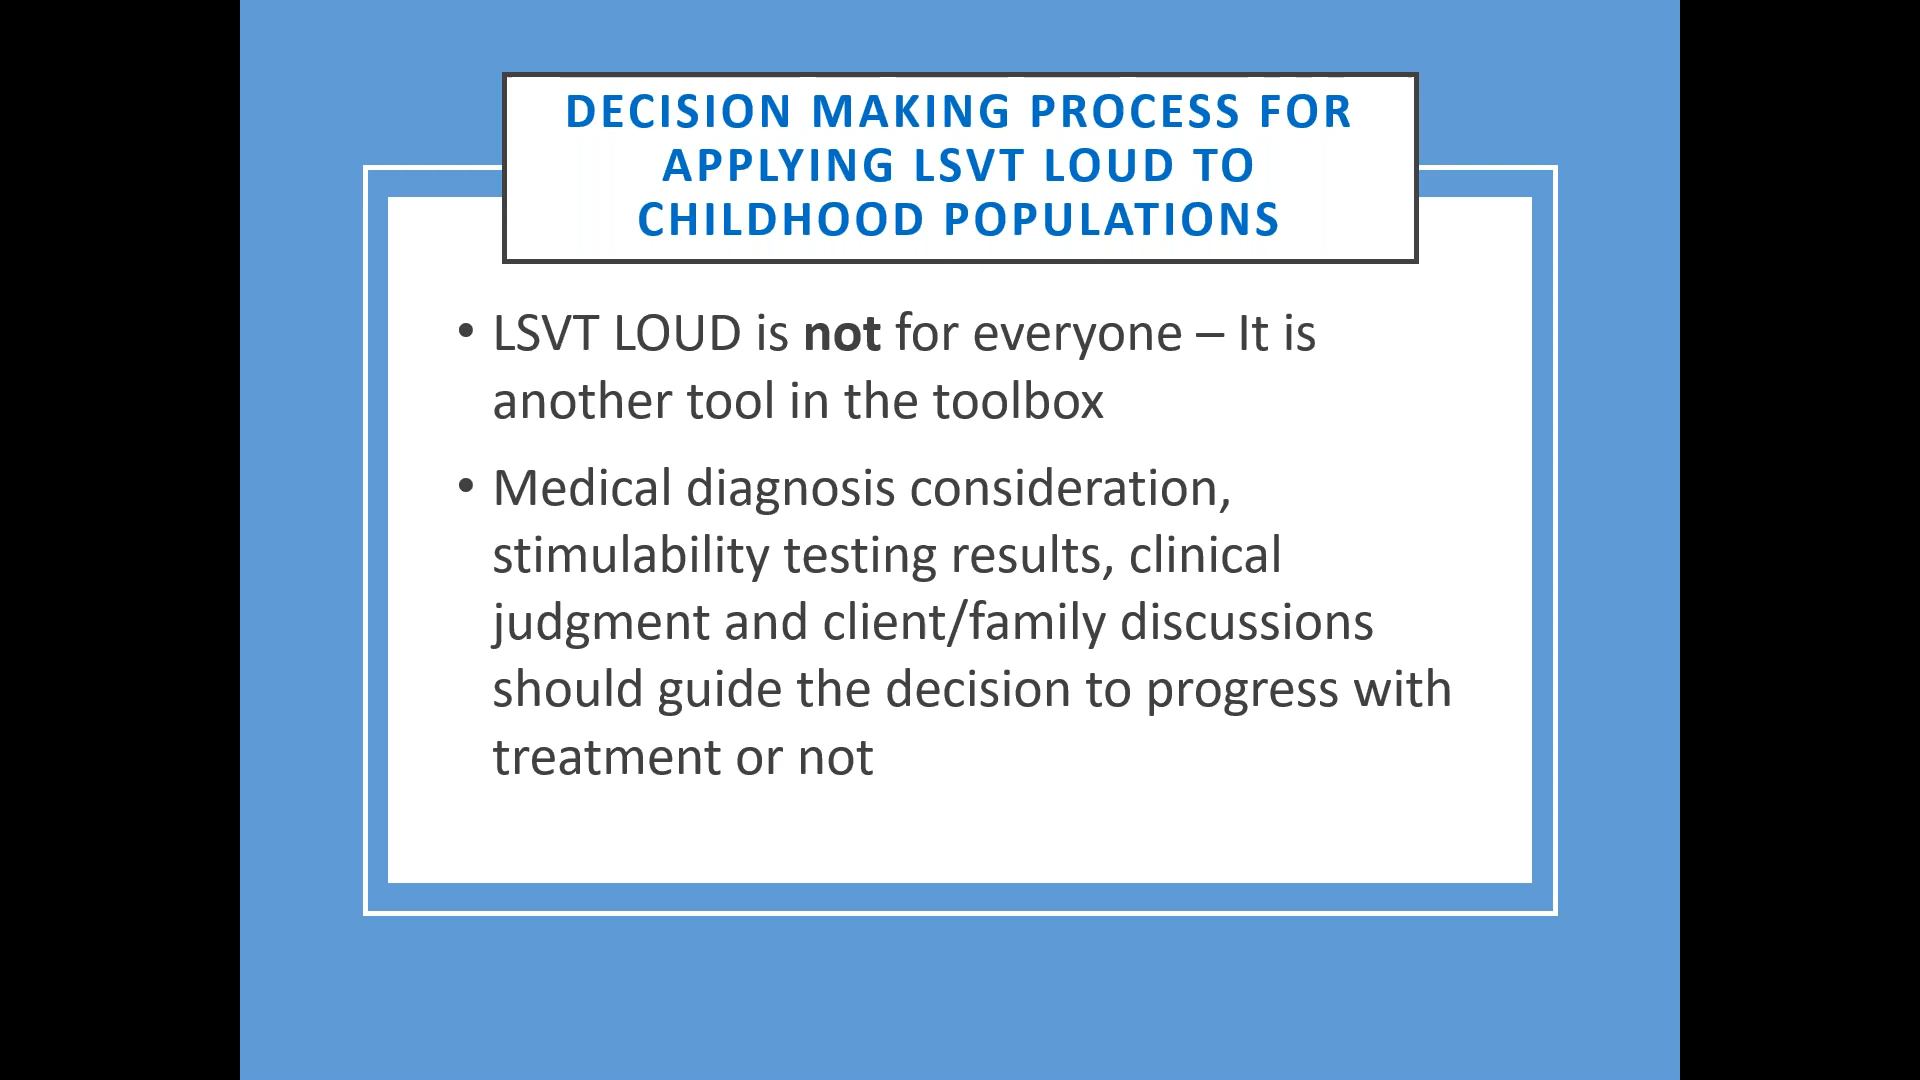 DECISION MAKING PROCESS FOR
APPLYING LSVT LOUD TO
CHILDHOOD POPULATIONS
• LSVT LOUD is not for everyone – It is
another tool in the toolbox
• Medical diagnosis consideration,
stimulability testing results, clinical
judgment and client/family discussions
should guide the decision to progress with
treatment or not